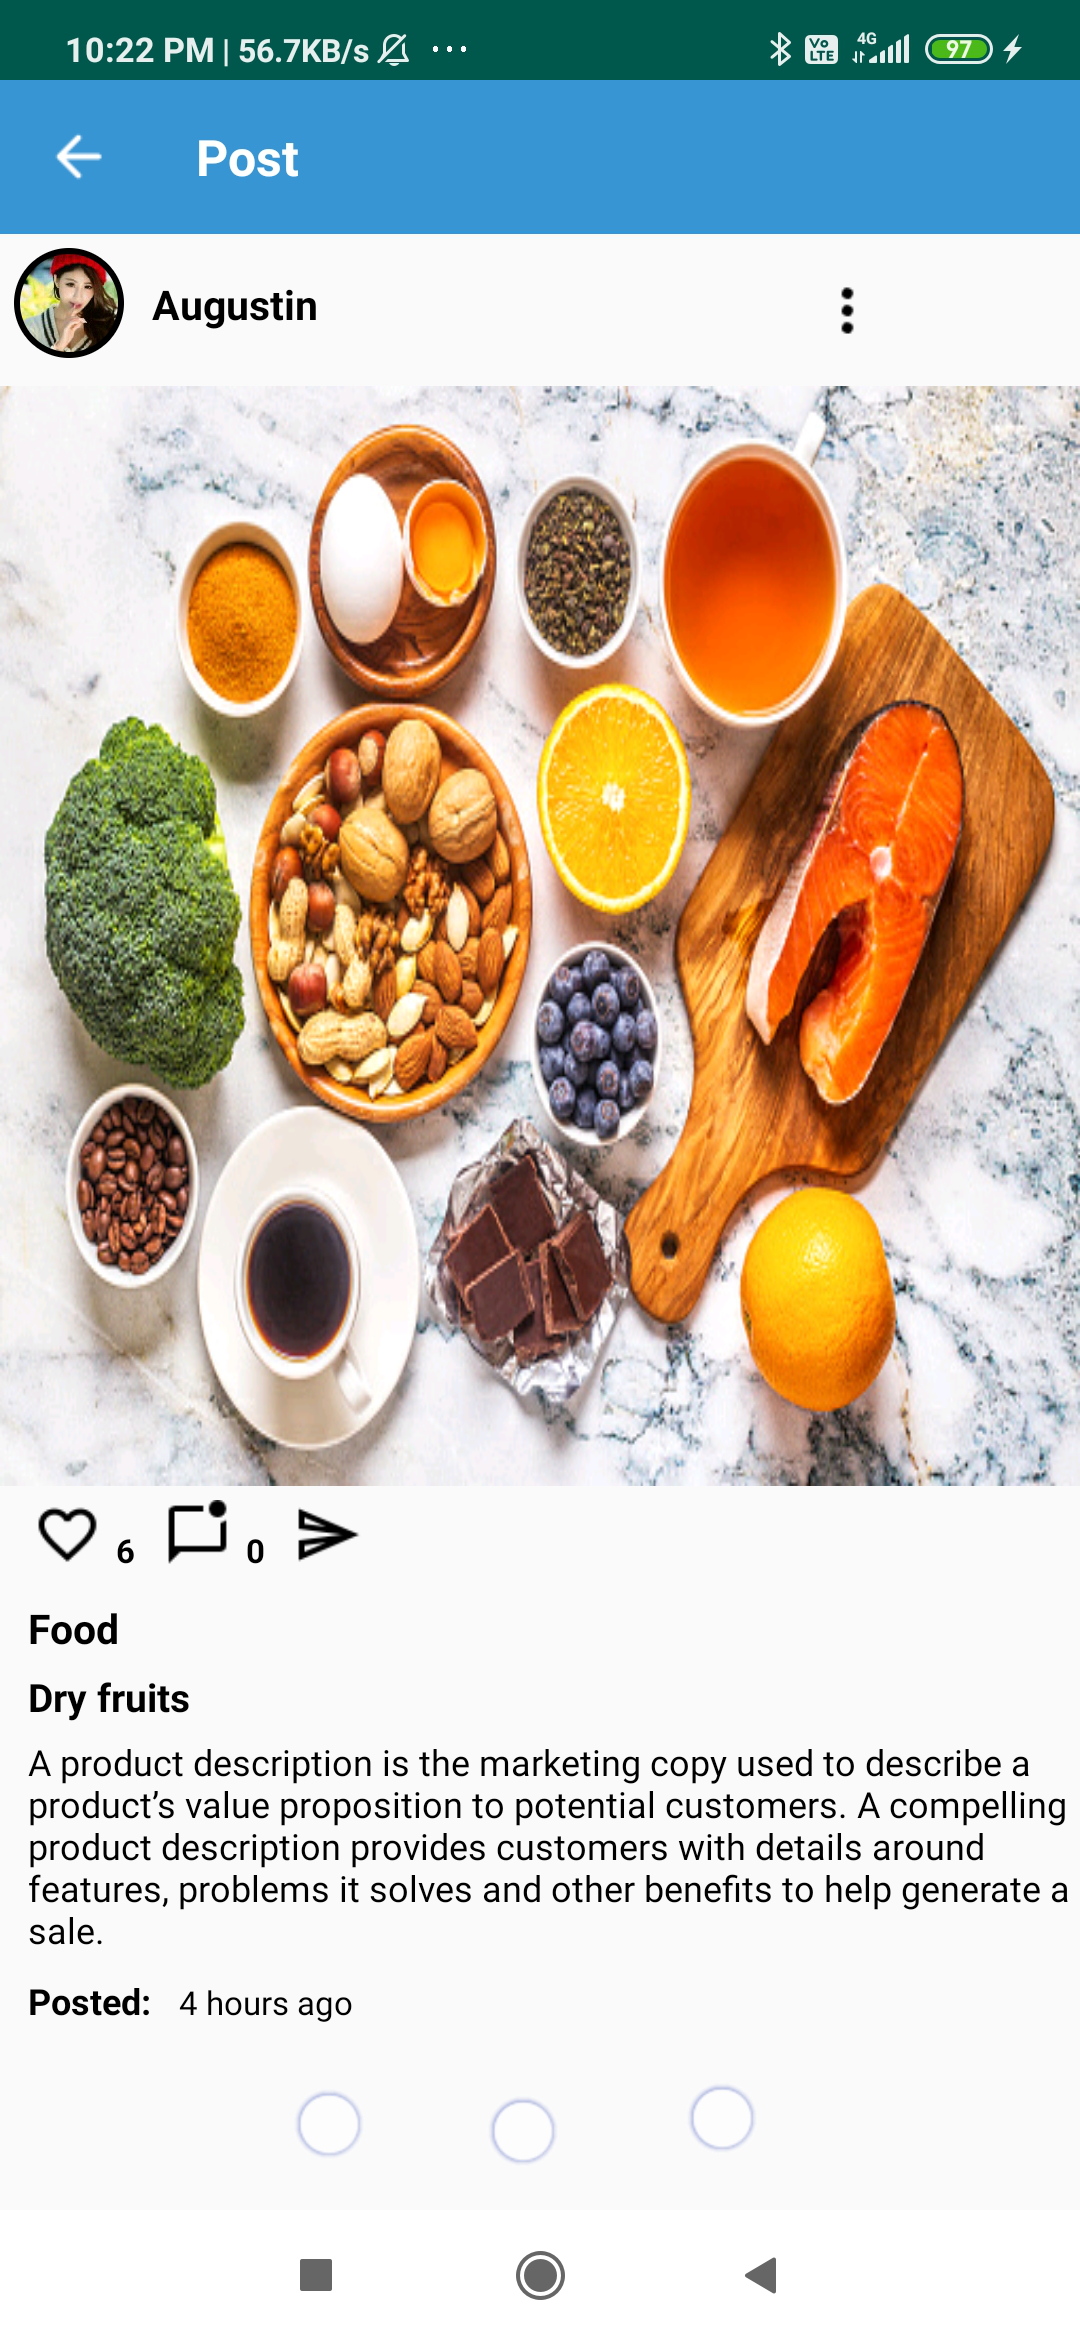 10:22 PM | 56.7KB/s ...
Vo LTE 4G 97
Post
Augustin
6 0
Food
Dry fruits
A product description is the marketing copy used to describe a
product’s value proposition to potential customers. A compelling
product description provides customers with details around
features, problems it solves and other benefits to help generate a
sale.
Posted: 4 hours ago